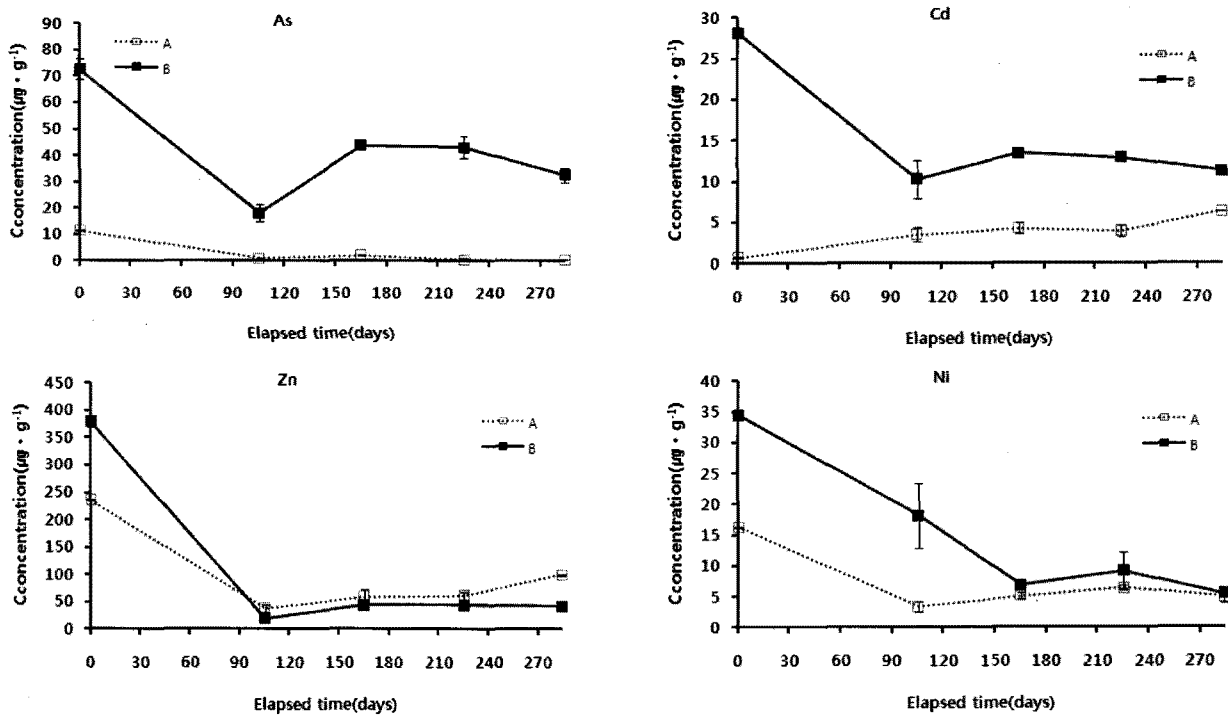 As
90
80
70
60
50
40
30
20
10
0
Cconcentration(㎍・g⁻¹)
A
B
0 30 60 90 120 150 180 210 240 270
Elapsed time(days)
Cd
30
25
20
15
10
5
0
Cconcentration(㎍・g⁻¹)
A
B
0 30 60 90 120 150 180 210 240 270
Elapsed time(days)
Zn
450
400
350
300
250
200
150
100
50
0
Cconcentration(㎍・g⁻¹)
A
B
0 30 60 90 120 150 180 210 240 270
Elapsed time(days)
Ni
40
35
30
25
20
15
10
5
0
Cconcentration(㎍・g⁻¹)
A
B
0 30 60 90 120 150 180 210 240 270
Elapsed time(days)